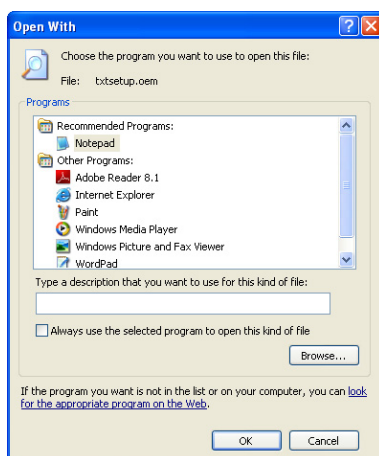 Open With
Choose the program you want to use to open this file:
File: txtsetup.oem
Programs
Recommended Programs:
Notepad
Other Programs:
Adobe Reader 8.1
Internet Explorer
Paint
Windows Media Player
Windows Picture and Fax Viewer
WordPad
Type a description that you want to use for this kind of file:
Always use the selected program to open this kind of file
Browse...
If the program you want is not in the list or on your computer, you can look
for the appropriate program on the Web.
OK Cancel